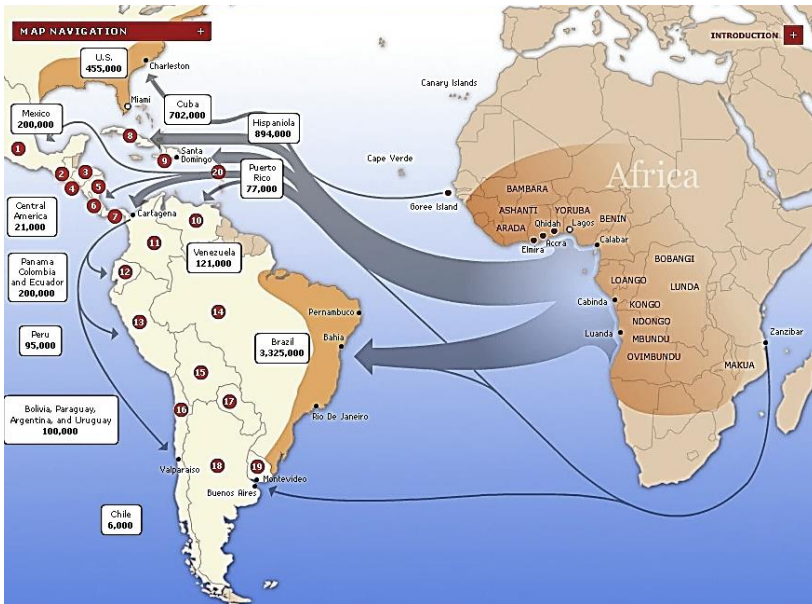 MAP NAVIGATION +
INTRODUCTION +
U.S.
455,000
Charleston
Miami
Canary Islands
Mexico
200,000
Cuba
702,000
Hispaniola
894,000
1
8
9
Santa
Domingo
20
Puerto
Rico
77,000
Cape Verde
Goree Island
Africa
BAMBARA
ASHANTI
YORUBA
BENIN
ARADA
Qhidah
Lagos
Elmira
Accra
Calabar
2
3
4
5
6
7
Cartagena
10
Central
America
21,000
11
Venezuela
121,000
BOBANGI
LOANGO
LUNDA
Cabinda
KONGO
Panama
Colombia
and Ecuador
200,000
12
13
14
Pernambuco
NDONGO
Luanda
MBUNDU
Zanzibar
OVIMBUNDU
MAKUA
Peru
95,000
Brazil
3,325,000
Bahia
15
16
17
Rio De Janeiro
Bolivia, Paraguay,
Argentina, and Uruguay
100,000
Valparaiso
18
19
Montevideo
Buenos Aires
Chile
6,000